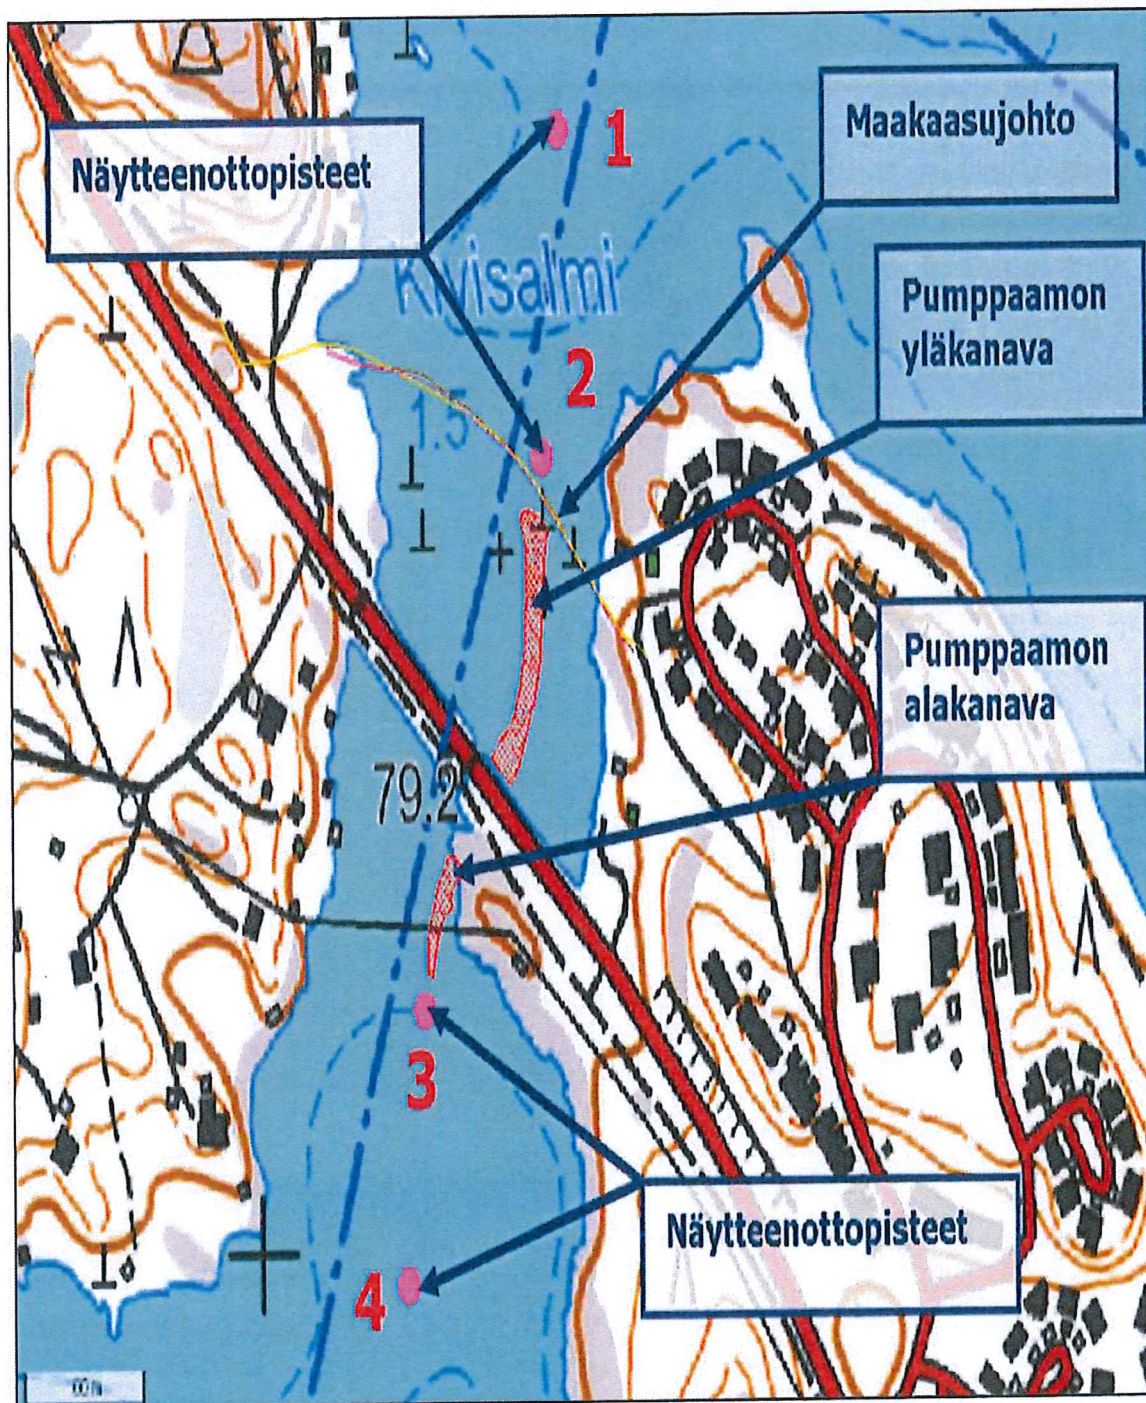 1
Maakaasujohto
Näytteenottopisteet
Pumppaamon
yläkanava
Kivisalmi
2
1.5
Pumppaamon
alakanava
79.2
3
Näytteenottopisteet
4